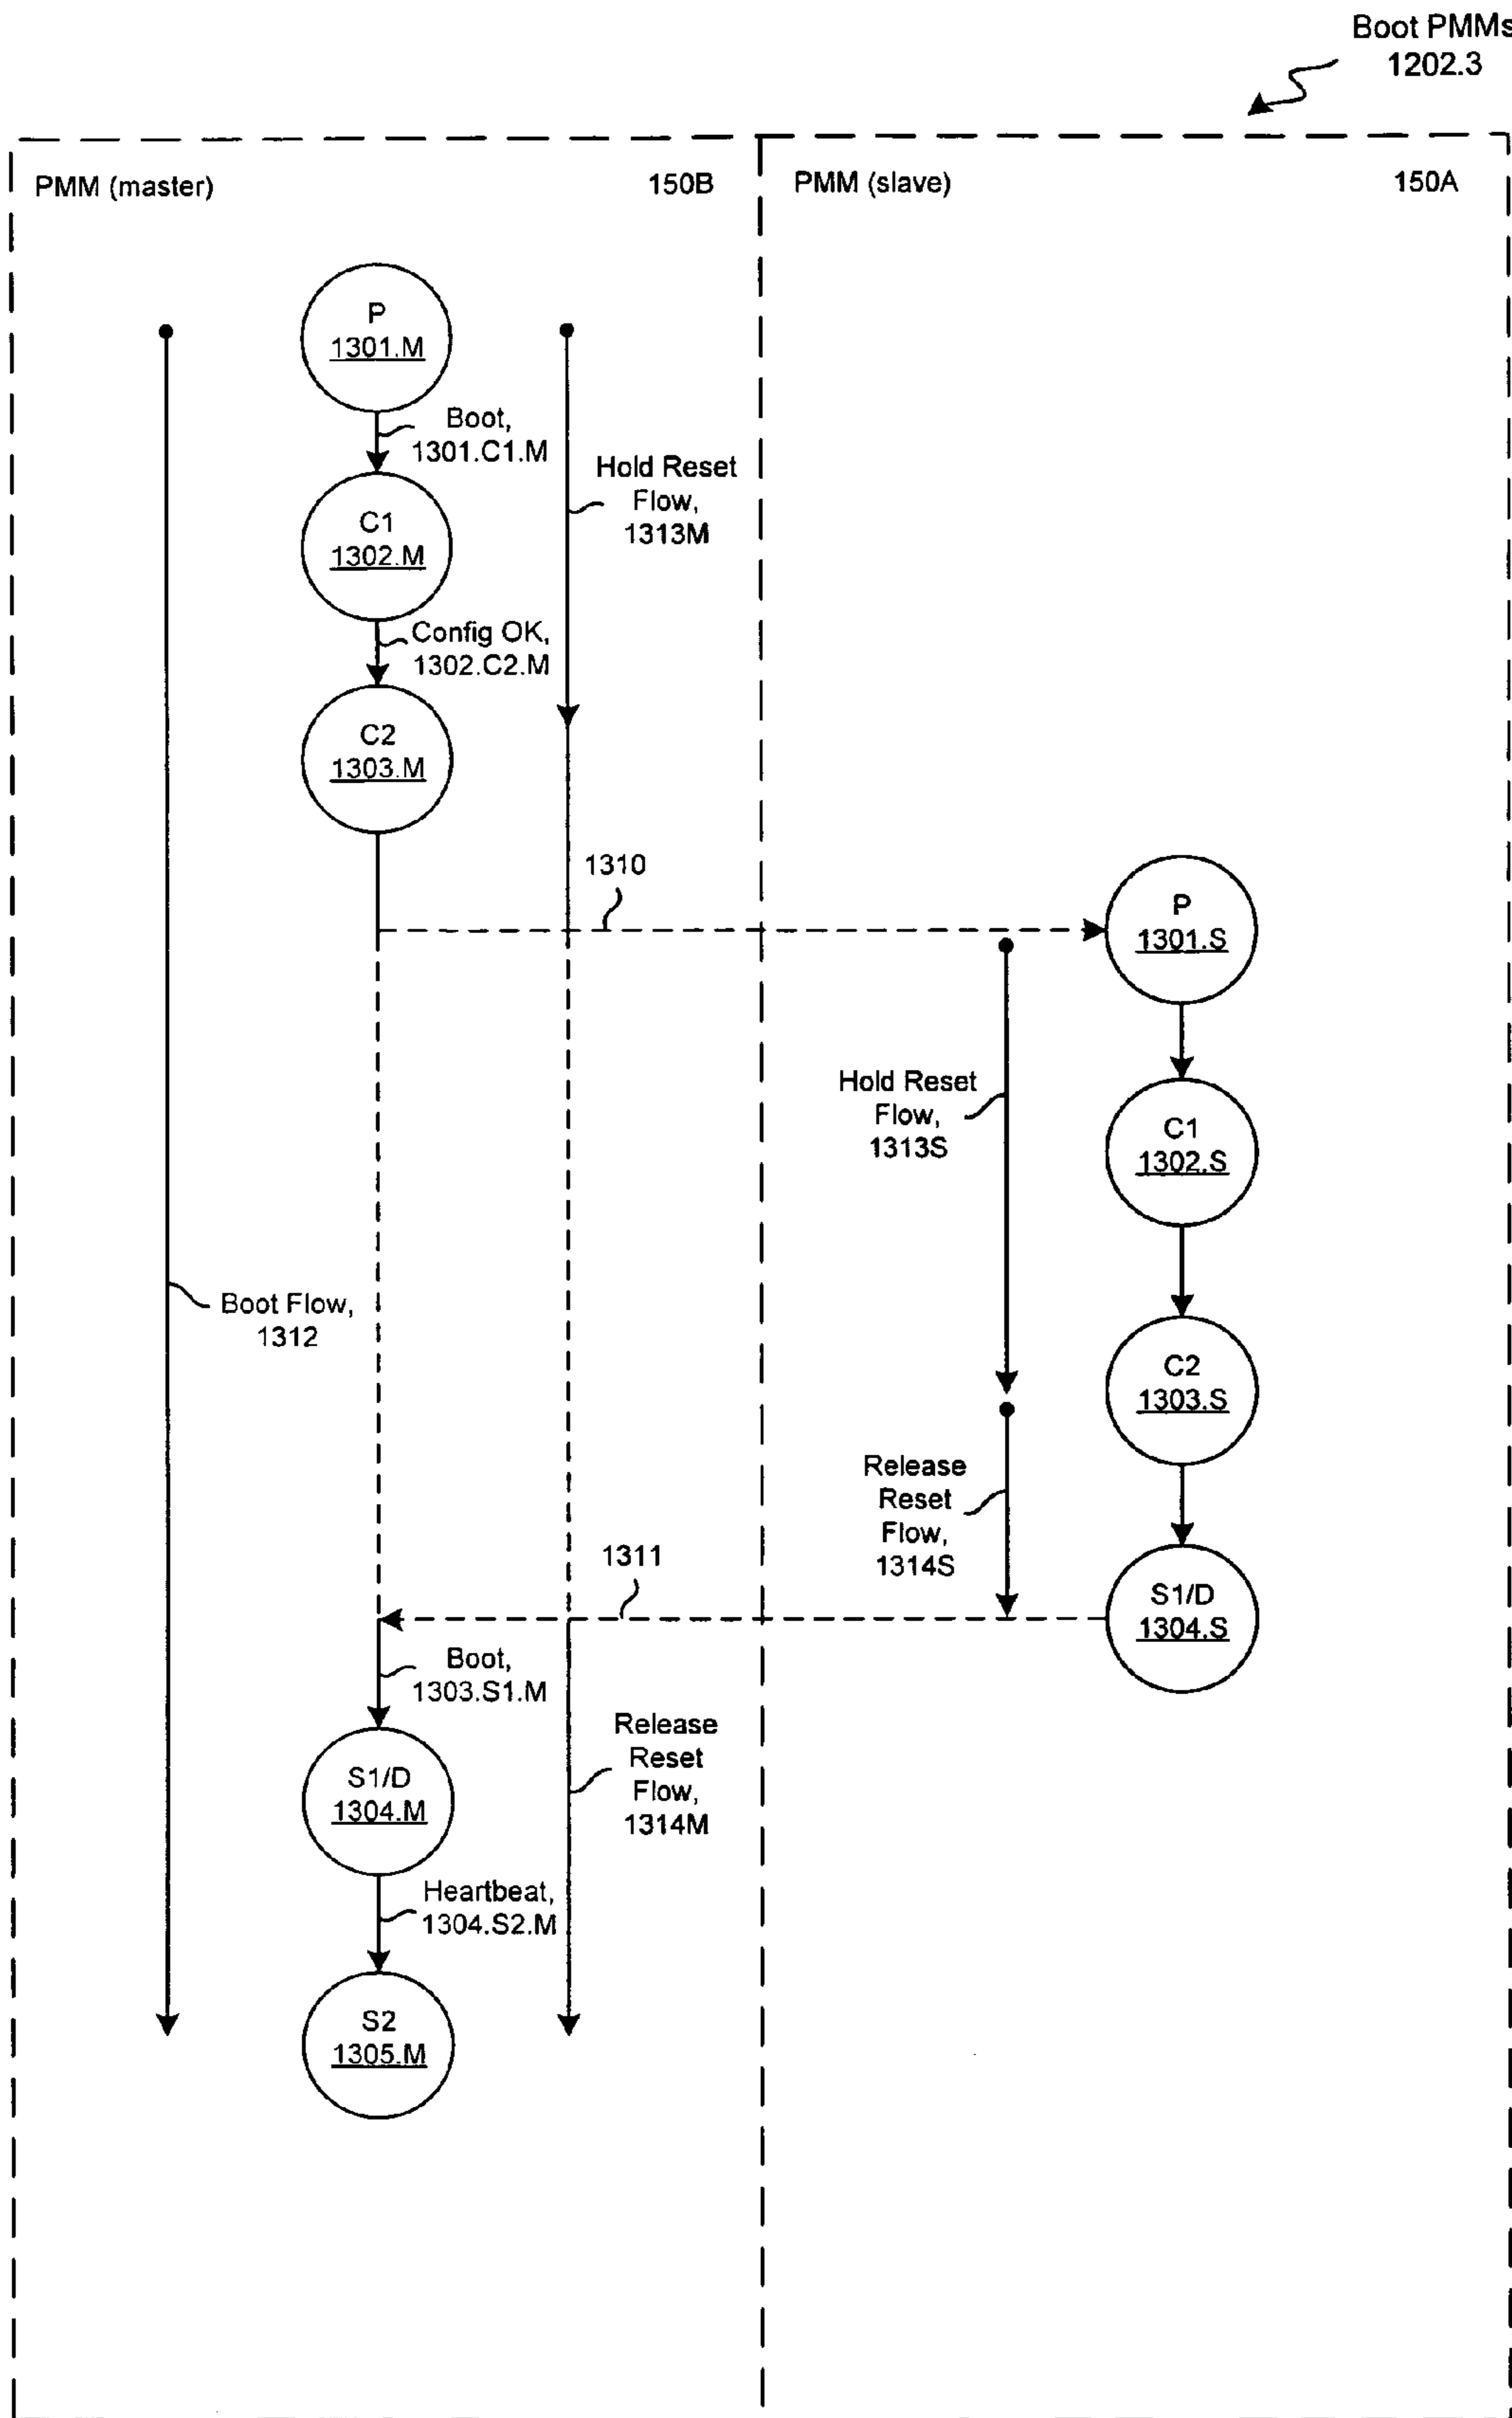 Boot PMMs
1202.3
PMM (master)
150B
PMM (slave)
150A
P
1301.M
Boot,
1301.C1.M
Hold Reset
Flow,
1313M
C1
1302.M
Config OK,
1302.C2.M
C2
1303.M
1310
P
1301.S
Hold Reset
Flow,
1313S
C1
1302.S
Boot Flow,
1312
C2
1303.S
Release
Reset
Flow,
1314S
1311
S1/D
1304.S
Boot,
1303.S1.M
Release
Reset
Flow,
1314M
S1/D
1304.M
Heartbeat,
1304.S2.M
S2
1305.M